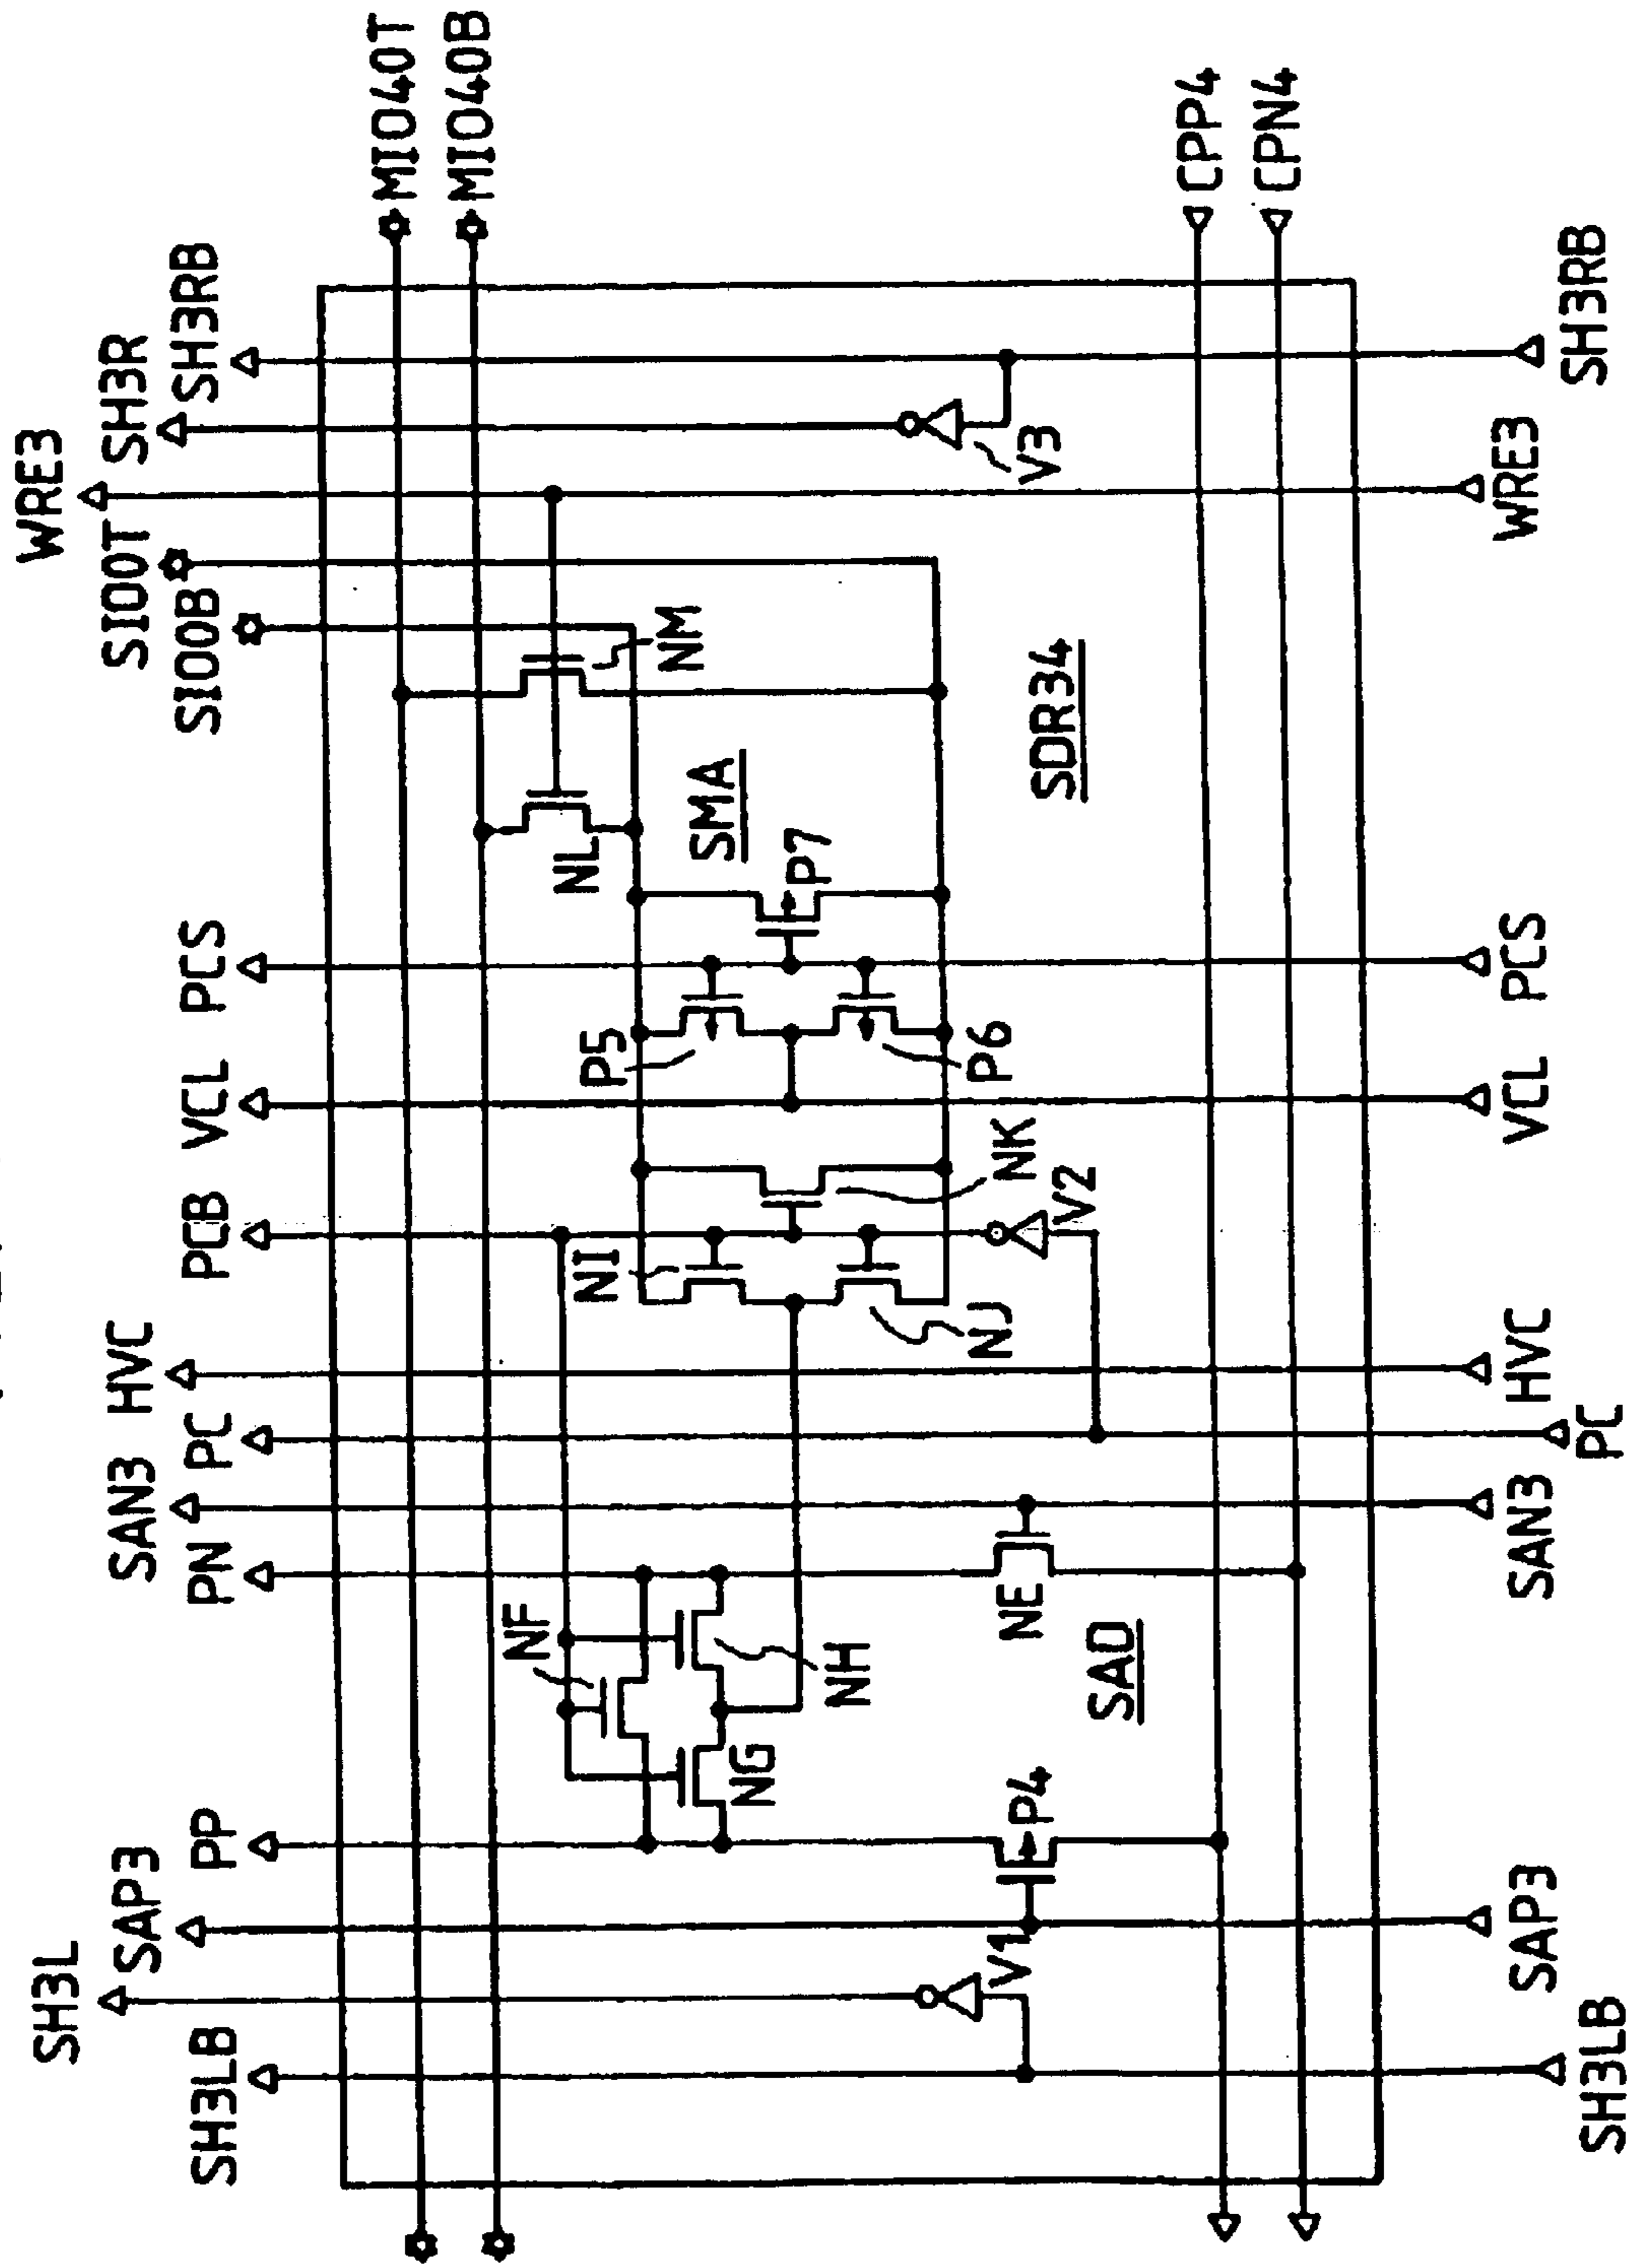 WRE3
SH3L
SAP3
SAN3
HVC
SIO0T
SH3R
SH3LB
PP
PN
PC
PCB
VCL
PCS
SIO0B
SH3RB
MIO40T
MIO40B
NF
NI
P5
NL
NM
NG
NH
NJ
NK
P6
P7
SMA
V1
P4
NE
V2
V3
SAD
SDR34
CPP4
CPN4
SH3LB
SAP3
SAN3
PC
HVC
VCL
PCS
WRE3
SH3RB